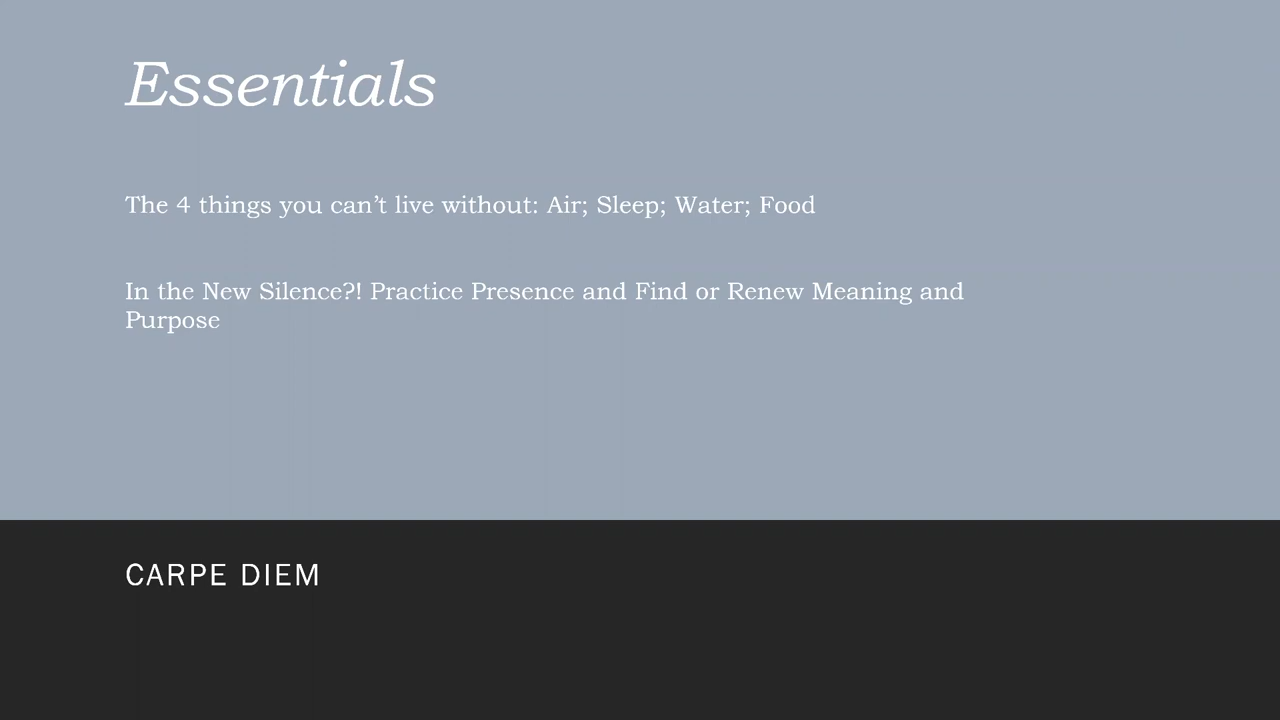 Essentials
The 4 things you can’t live without: Air; Sleep; Water; Food
In the New Silence?! Practice Presence and Find or Renew Meaning and
Purpose
CARPE DIEM